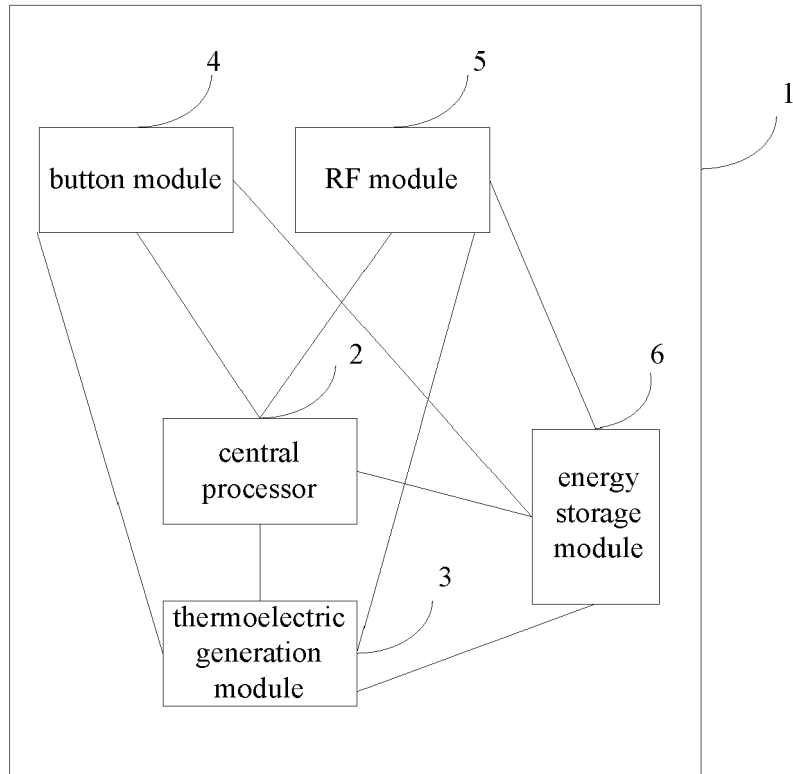 4
5
1
button module
RF module
2
6
central
processor
energy
storage
module
3
thermoelectric
generation
module